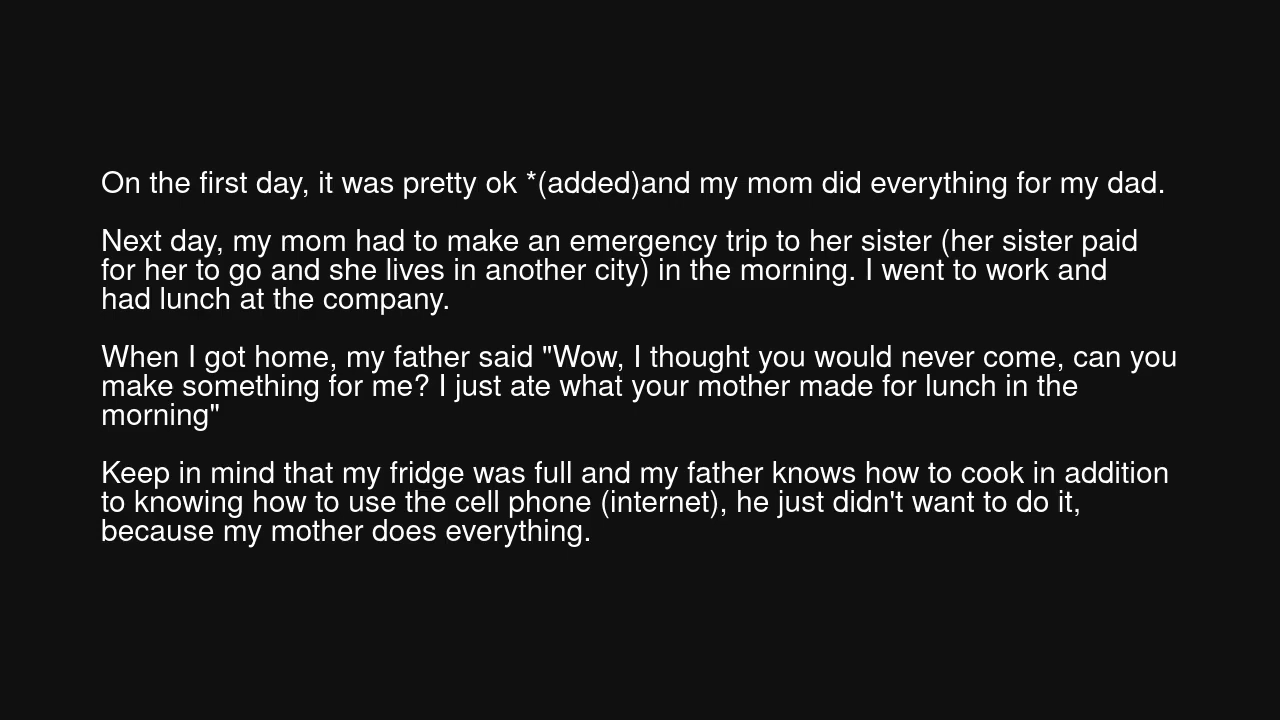 On the first day, it was pretty ok *(added)and my mom did everything for my dad.
Next day, my mom had to make an emergency trip to her sister (her sister paid
for her to go and she lives in another city) in the morning. I went to work and
had lunch at the company.
When I got home, my father said "Wow, I thought you would never come, can you
make something for me? I just ate what your mother made for lunch in the
morning"
Keep in mind that my fridge was full and my father knows how to cook in addition
to knowing how to use the cell phone (internet), he just didn't want to do it,
because my mother does everything.